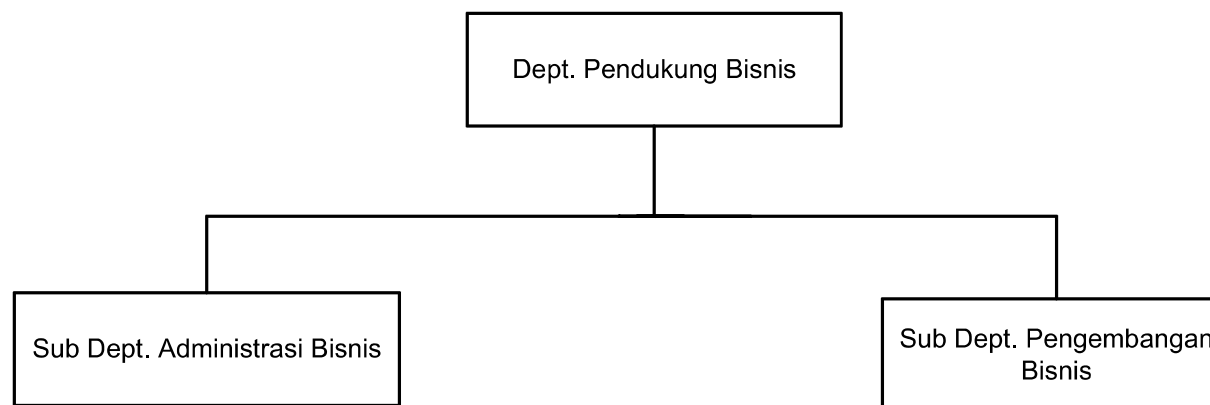 Dept. Pendukung Bisnis
Sub Dept. Administrasi Bisnis
Sub Dept. Pengembangan
Bisnis